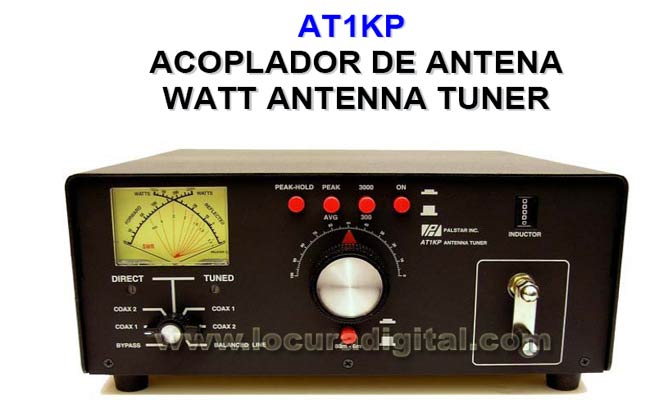 AT1KP
ACOPLADOR DE ANTENA
WATT ANTENNA TUNER
WATTS WATTS
FORWARD REFLECTED
SWR
PEAK-HOLD PEAK 3000 ON
AVG 300
PALSTAR INC.
AT1KP ANTENNA TUNER
INDUCTOR
DIRECT TUNED
COAX 2 COAX 1
COAX 1 COAX 2
BYPASS BALANCED LINE
www.locuradigital.com